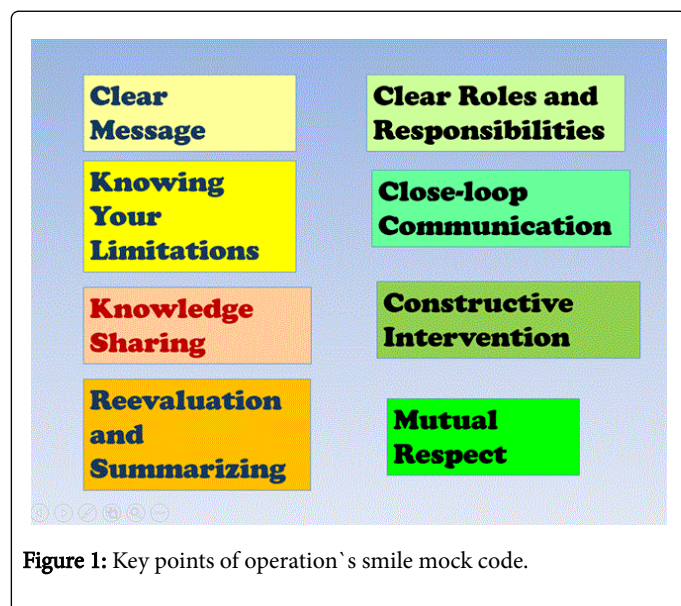 Clear
Message
Knowing
Your
Limitations
Knowledge
Sharing
Reevaluation
and
Summarizing
Clear Roles and
Responsibilities
Close-loop
Communication
Constructive
Intervention
Mutual
Respect
Figure 1: Key points of operation`s smile mock code.